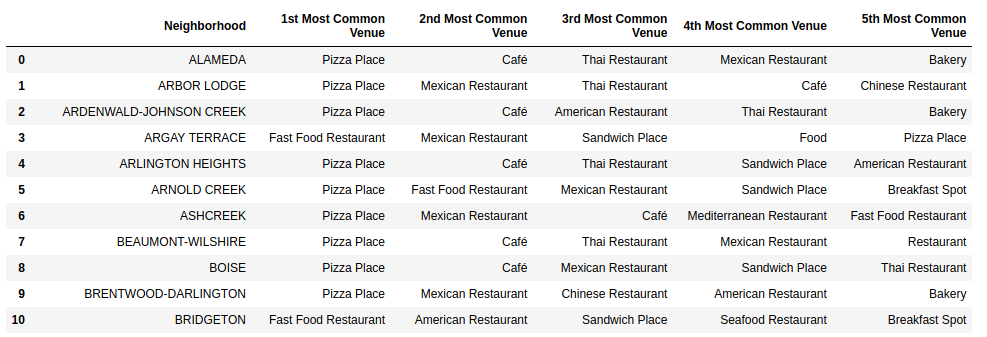 Neighborhood 1st Most Common Venue 2nd Most Common Venue 3rd Most Common Venue 4th Most Common Venue 5th Most Common Venue
0 ALAMEDA Pizza Place Café Thai Restaurant Mexican Restaurant Bakery
1 ARBOR LODGE Pizza Place Mexican Restaurant Thai Restaurant Café Chinese Restaurant
2 ARDENWALD-JOHNSON CREEK Pizza Place Café American Restaurant Thai Restaurant Bakery
3 ARGAY TERRACE Fast Food Restaurant Mexican Restaurant Sandwich Place Food Pizza Place
4 ARLINGTON HEIGHTS Pizza Place Café Thai Restaurant Sandwich Place American Restaurant
5 ARNOLD CREEK Pizza Place Fast Food Restaurant Mexican Restaurant Sandwich Place Breakfast Spot
6 ASHCREEK Pizza Place Mexican Restaurant Café Mediterranean Restaurant Fast Food Restaurant
7 BEAUMONT-WILSHIRE Pizza Place Café Thai Restaurant Mexican Restaurant Restaurant
8 BOISE Pizza Place Café Mexican Restaurant Sandwich Place Thai Restaurant
9 BRENTWOOD-DARLINGTON Pizza Place Mexican Restaurant Chinese Restaurant American Restaurant Bakery
10 BRIDGETON Fast Food Restaurant American Restaurant Sandwich Place Seafood Restaurant Breakfast Spot